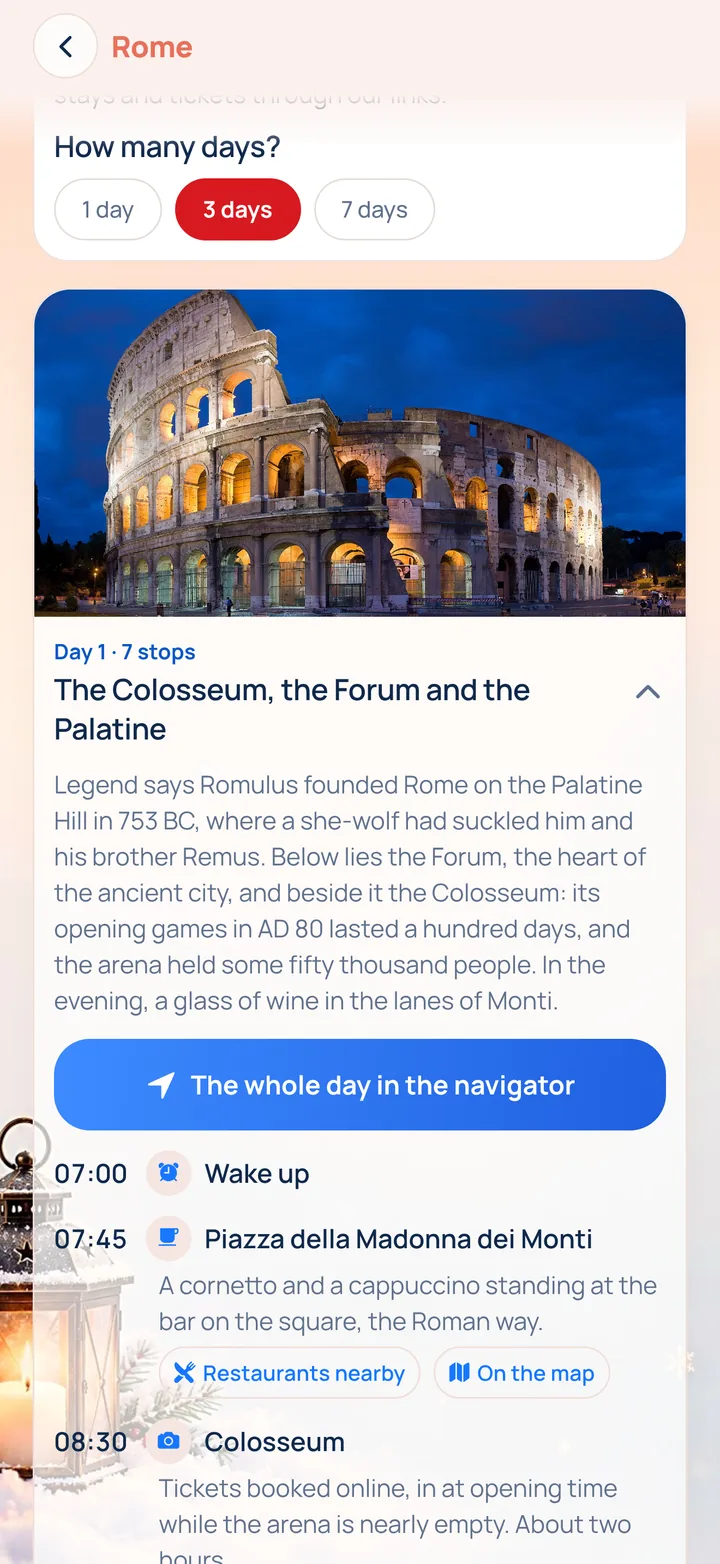 Rome
stays and tickets through our links.
How many days?
1 day
3 days
7 days
Day 1 · 7 stops
The Colosseum, the Forum and the
Palatine
Legend says Romulus founded Rome on the Palatine
Hill in 753 BC, where a she-wolf had suckled him and
his brother Remus. Below lies the Forum, the heart of
the ancient city, and beside it the Colosseum: its
opening games in AD 80 lasted a hundred days, and
the arena held some fifty thousand people. In the
evening, a glass of wine in the lanes of Monti.
The whole day in the navigator
07:00 Wake up
07:45 Piazza della Madonna dei Monti
A cornetto and a cappuccino standing at the
bar on the square, the Roman way.
Restaurants nearby
On the map
08:30 Colosseum
Tickets booked online, in at opening time
while the arena is nearly empty. About two
hours